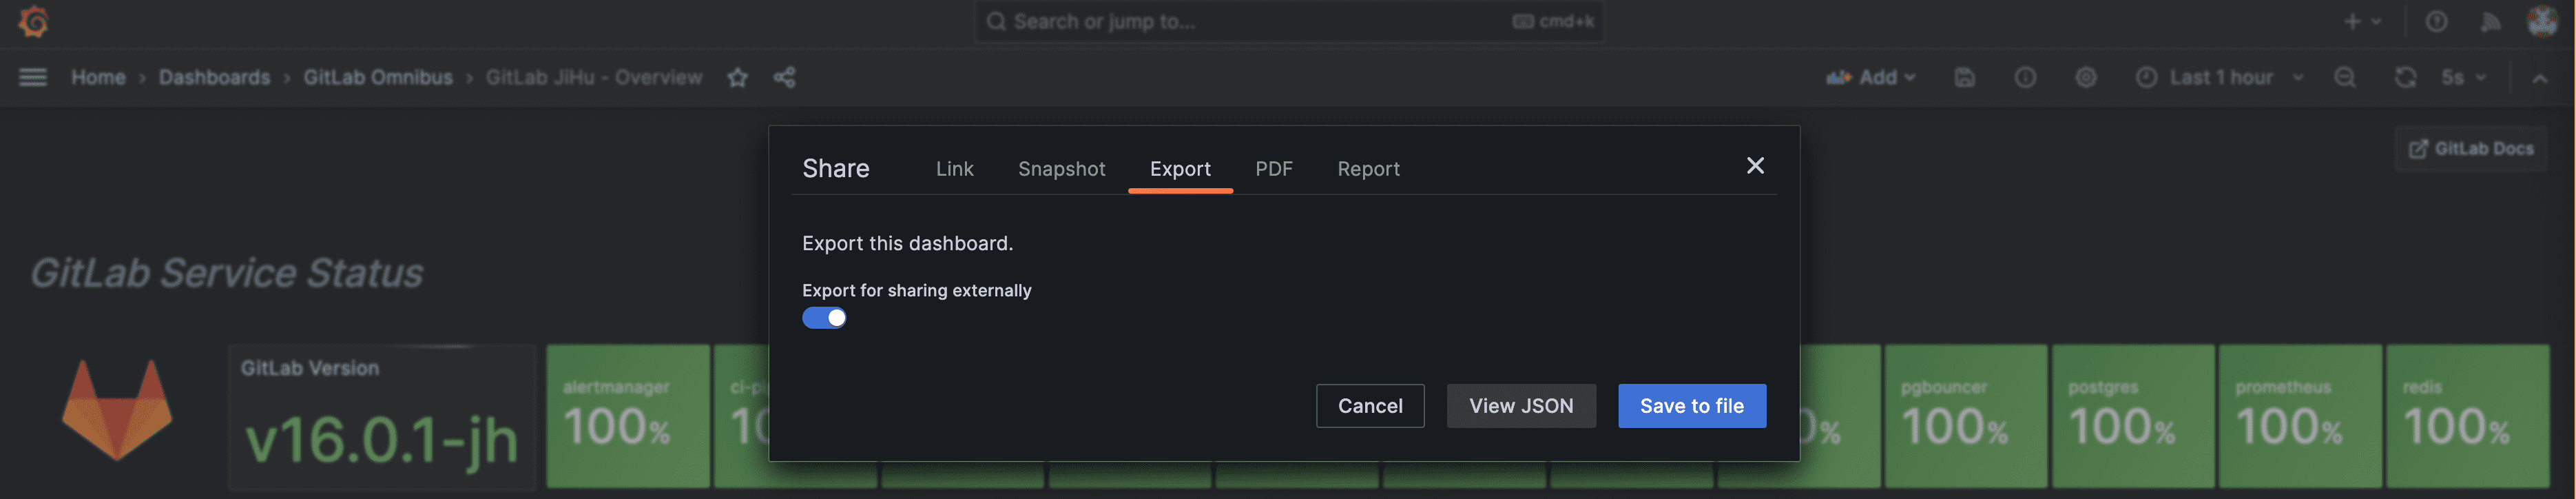 Search or jump to...
cmd+k
Home › Dashboards › GitLab Omnibus › GitLab JiHu - Overview
Add
Last 1 hour
5s
Share
Link
Snapshot
Export
PDF
Report
GitLab Docs
Export this dashboard.
Export for sharing externally
GitLab Service Status
Cancel
View JSON
Save to file
GitLab Version
v16.0.1-jh
alertmanager
100%
pgbouncer
100%
postgres
100%
prometheus
100%
redis
100%